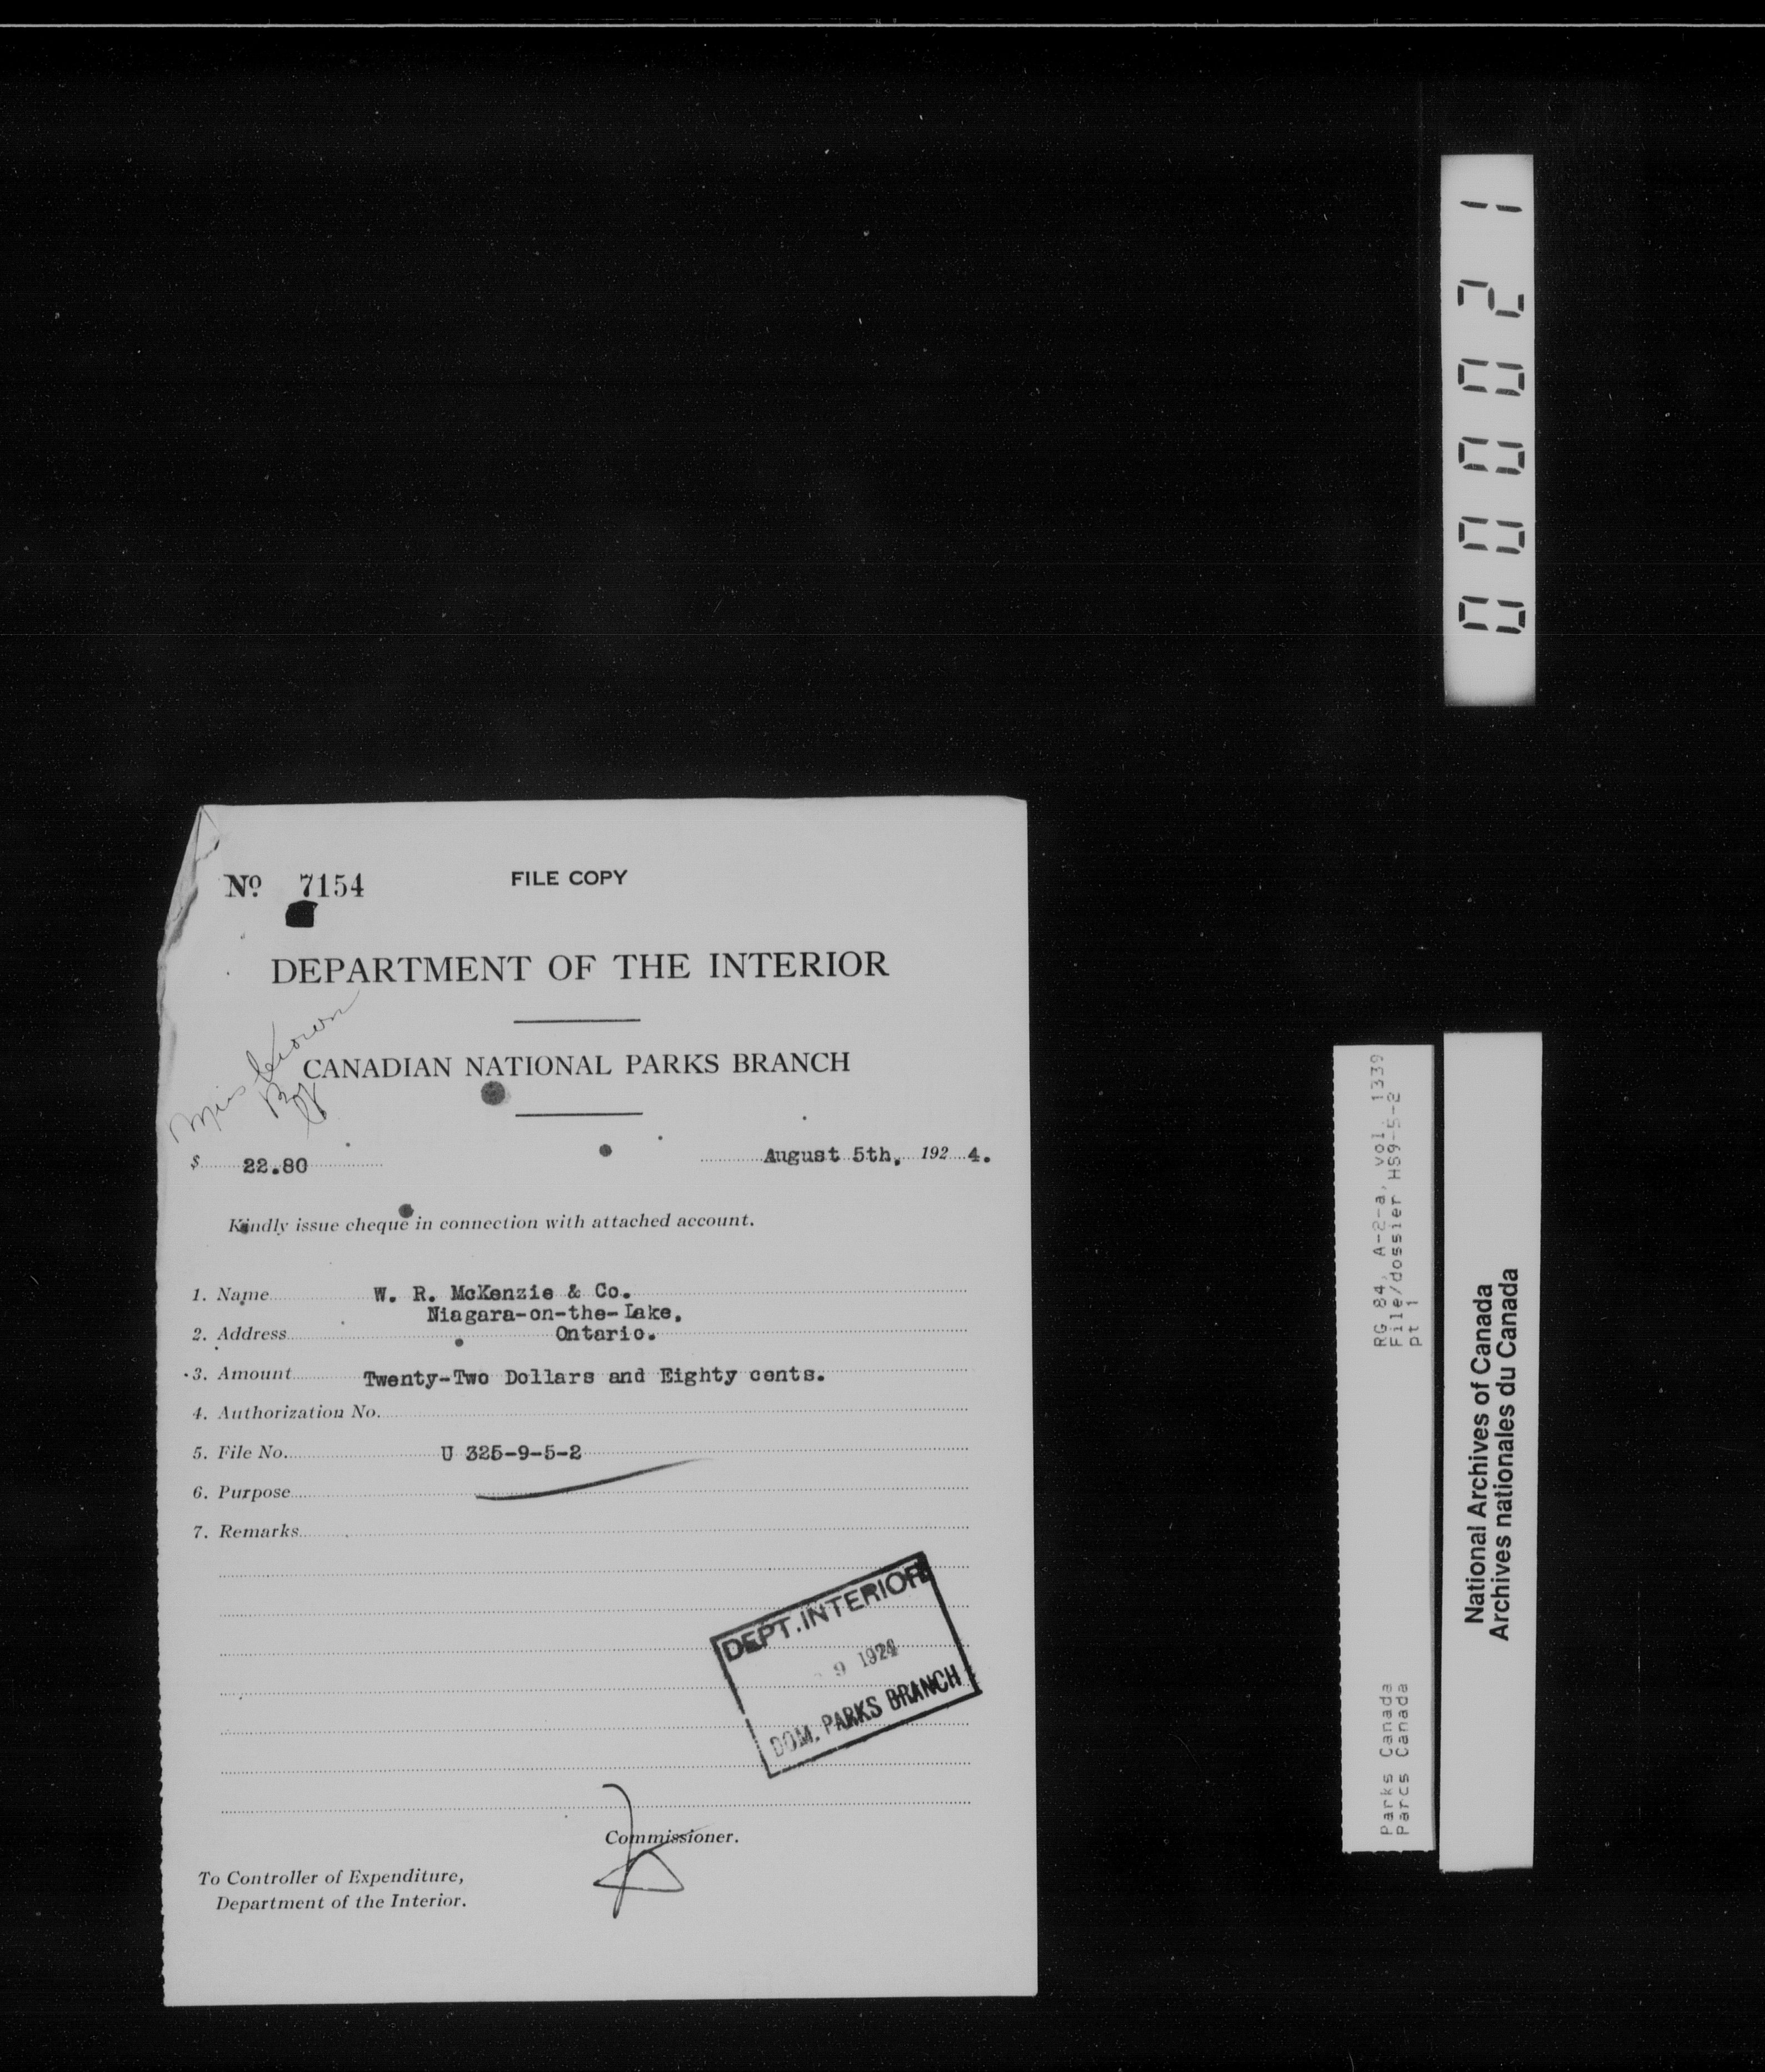 000021
Nº 7154 FILE COPY
DEPARTMENT OF THE INTERIOR
CANADIAN NATIONAL PARKS BRANCH
Miss
$ 22.80 August 5th, 1924.
Kindly issue cheque in connection with attached account.
1. Name W. R. McKenzie & Co.
Niagara-on-the-Lake,
2. Address Ontario.
3. Amount Twenty-Two Dollars and Eighty cents.
4. Authorization No.
5. File No. U 325-9-5-2
6. Purpose
7. Remarks
DEPT. INTERIOR
9 1924
DOM. PARKS BRANCH
Commissioner.
To Controller of Expenditure,
Department of the Interior.
RG 84, A-2-a, vol. 1339
File/dossier HS9-5-2
pt 1
Parks Canada
Parcs Canada
National Archives of Canada
Archives nationales du Canada